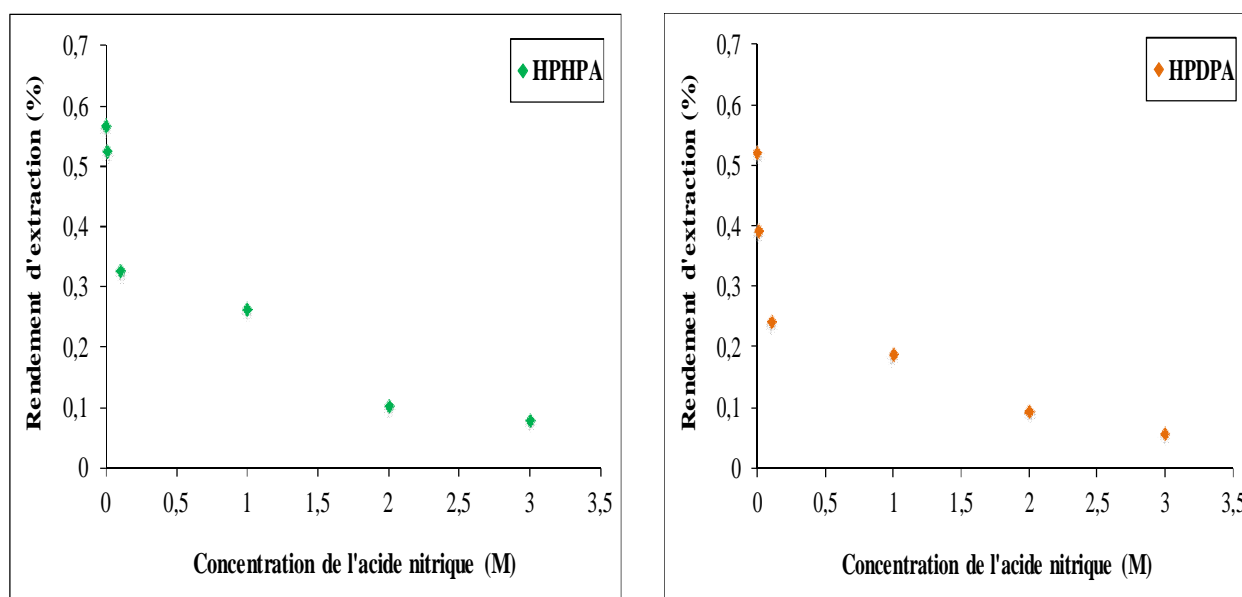 HPHPA
Rendement d'extraction (%)
0,7
0,6
0,5
0,4
0,3
0,2
0,1
0
0 0,5 1 1,5 2 2,5 3 3,5
Concentration de l'acide nitrique (M)
HPDPA
Rendement d'extraction (%)
0,7
0,6
0,5
0,4
0,3
0,2
0,1
0
0 0,5 1 1,5 2 2,5 3 3,5
Concentration de l'acide nitrique (M)